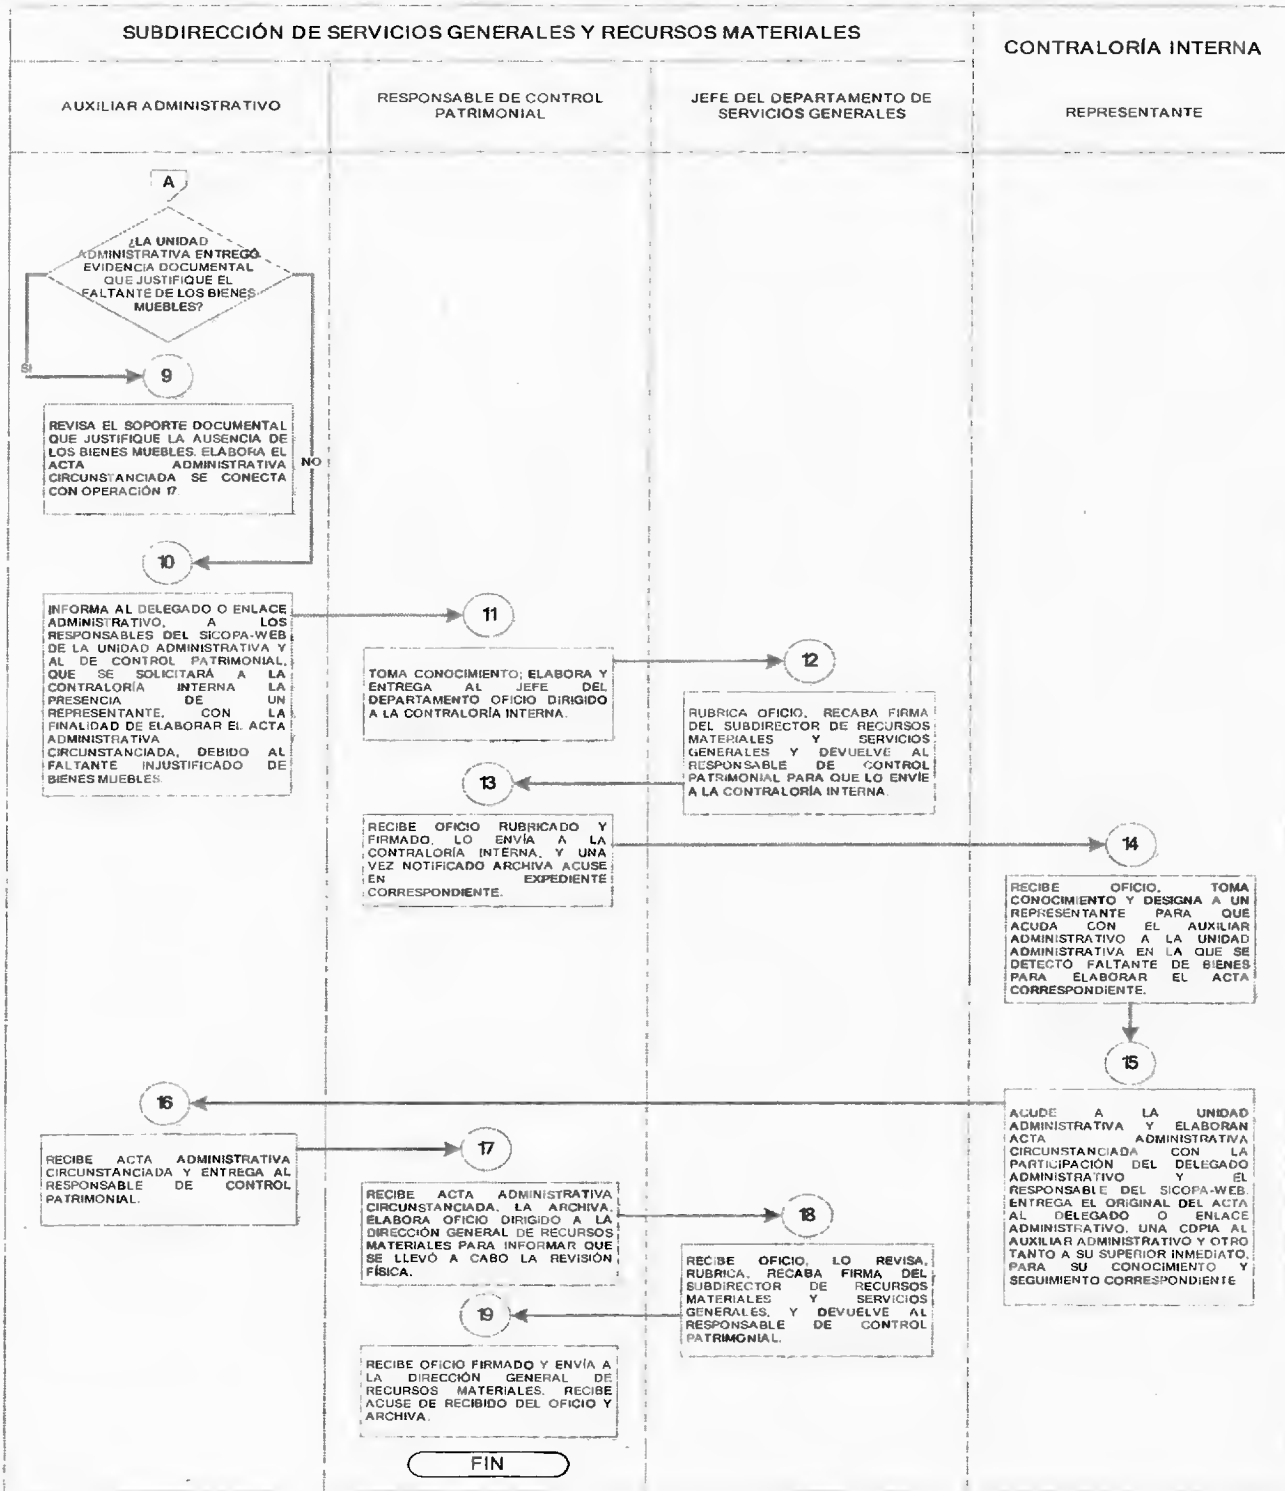 SUBDIRECCIÓN DE SERVICIOS GENERALES Y RECURSOS MATERIALES
CONTRALORÍA INTERNA
AUXILIAR ADMINISTRATIVO
RESPONSABLE DE CONTROL
PATRIMONIAL
JEFE DEL DEPARTAMENTO DE
SERVICIOS GENERALES
REPRESENTANTE
A
¿LA UNIDAD
ADMINISTRATIVA ENTREGÓ
EVIDENCIA DOCUMENTAL
QUE JUSTIFIQUE EL
FALTANTE DE LOS BIENES
MUEBLES?
SI
9
REVISA EL SOPORTE DOCUMENTAL
QUE JUSTIFIQUE LA AUSENCIA DE
LOS BIENES MUEBLES. ELABORA EL
ACTA ADMINISTRATIVA
CIRCUNSTANCIADA SE CONECTA
CON OPERACIÓN 17.
NO
10
INFORMA AL DELEGADO O ENLACE
ADMINISTRATIVO, A LOS
RESPONSABLES DEL SICOPA-WEB
DE LA UNIDAD ADMINISTRATIVA Y
AL DE CONTROL PATRIMONIAL,
QUE SE SOLICITARÁ A LA
CONTRALORÍA INTERNA LA
PRESENCIA DE UN
REPRESENTANTE, CON LA
FINALIDAD DE ELABORAR EL ACTA
ADMINISTRATIVA
CIRCUNSTANCIADA, DEBIDO AL
FALTANTE INJUSTIFICADO DE
BIENES MUEBLES.
11
TOMA CONOCIMIENTO; ELABORA Y
ENTREGA AL JEFE DEL
DEPARTAMENTO OFICIO DIRIGIDO
A LA CONTRALORÍA INTERNA.
12
RUBRICA OFICIO, RECABA FIRMA
DEL SUBDIRECTOR DE RECURSOS
MATERIALES Y SERVICIOS
GENERALES Y DEVUELVE AL
RESPONSABLE DE CONTROL
PATRIMONIAL PARA QUE LO ENVÍE
A LA CONTRALORÍA INTERNA.
13
RECIBE OFICIO RUBRICADO Y
FIRMADO, LO ENVÍA A LA
CONTRALORÍA INTERNA, Y UNA
VEZ NOTIFICADO ARCHIVA ACUSE
EN EXPEDIENTE
CORRESPONDIENTE.
14
RECIBE OFICIO, TOMA
CONOCIMIENTO Y DESIGNA A UN
REPRESENTANTE PARA QUE
ACUDA CON EL AUXILIAR
ADMINISTRATIVO A LA UNIDAD
ADMINISTRATIVA EN LA QUE SE
DETECTÓ FALTANTE DE BIENES
PARA ELABORAR EL ACTA
CORRESPONDIENTE.
15
ACUDE A LA UNIDAD
ADMINISTRATIVA Y ELABORAN
ACTA ADMINISTRATIVA
CIRCUNSTANCIADA CON LA
PARTICIPACIÓN DEL DELEGADO
ADMINISTRATIVO Y EL
RESPONSABLE DEL SICOPA-WEB.
ENTREGA EL ORIGINAL DEL ACTA
AL DELEGADO O ENLACE
ADMINISTRATIVO, UNA COPIA AL
AUXILIAR ADMINISTRATIVO Y OTRO
TANTO A SU SUPERIOR INMEDIATO,
PARA SU CONOCIMIENTO Y
SEGUIMIENTO CORRESPONDIENTE
16
RECIBE ACTA ADMINISTRATIVA
CIRCUNSTANCIADA Y ENTREGA AL
RESPONSABLE DE CONTROL
PATRIMONIAL.
17
RECIBE ACTA ADMINISTRATIVA
CIRCUNSTANCIADA, LA ARCHIVA.
ELABORA OFICIO DIRIGIDO A LA
DIRECCIÓN GENERAL DE RECURSOS
MATERIALES PARA INFORMAR QUE
SE LLEVÓ A CABO LA REVISIÓN
FÍSICA.
18
RECIBE OFICIO, LO REVISA,
RUBRICA, RECABA FIRMA DEL
SUBDIRECTOR DE RECURSOS
MATERIALES Y SERVICIOS
GENERALES, Y DEVUELVE AL
RESPONSABLE DE CONTROL
PATRIMONIAL.
19
RECIBE OFICIO FIRMADO Y ENVÍA A
LA DIRECCIÓN GENERAL DE
RECURSOS MATERIALES. RECIBE
ACUSE DE RECIBIDO DEL OFICIO Y
ARCHIVA.
FIN